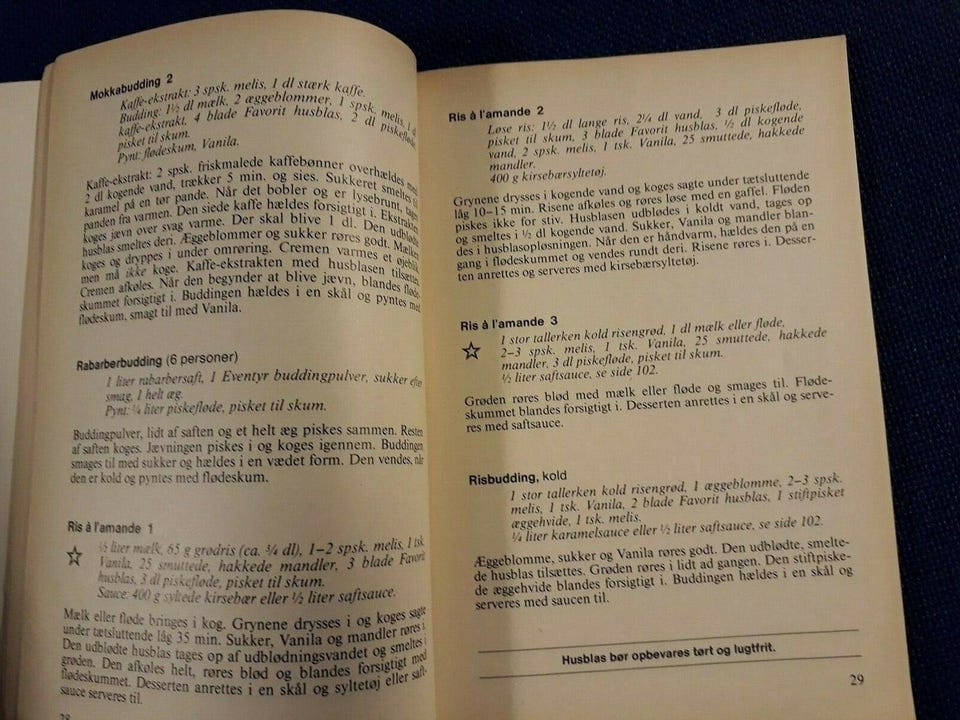 Mokkabudding 2
Kaffe-ekstrakt: 3 spsk. melis, 1 dl stærk kaffe.
Budding: 1½ dl mælk, 2 æggeblommer, 1 spsk. melis, 1 d
kaffe-ekstrakt, 4 blade Favorit husblas, 2 dl piskefløde
pisket til skum.
Pynt: flødeskum, Vanila.
Kaffe-ekstrakt: 2 spsk. friskmalede kaffebønner overhældes med
2 dl kogende vand, trækker 5 min. og sies. Sukkeret smeltes til
karamel på en tør pande. Når det bobler og er lysebrunt, tages
panden fra varmen. Den siede kaffe hældes forsigtigt i. Ekstrakten
koges jævn over svag varme. Der skal blive 1 dl. Den udblødte
husblas smeltes deri. Æggeblommer og sukker røres godt. Mælken
koges og dryppes i under omrøring. Cremen varmes et øjeblik
men må ikke koge. Kaffe-ekstrakten med husblasen tilsættes
Cremen afkøles. Når den begynder at blive jævn, blandes fløde-
skummet forsigtigt i. Buddingen hældes i en skål og pyntes med
flødeskum, smagt til med Vanila.
Rabarberbudding (6 personer)
1 liter rabarbersaft, 1 Eventyr buddingpulver, sukker efter
smag, 1 helt æg.
Pynt: ¼ liter piskefløde, pisket til skum.
Buddingpulver, lidt af saften og et helt æg piskes sammen. Resten
af saften koges. Jævningen piskes i og koges igennem. Buddingen
smages til med sukker og hældes i en vædet form. Den vendes, når
den er kold og pyntes med flødeskum.
Ris à l'amande 1
½ liter mælk, 65 g grødris (ca. ¾ dl), 1–2 spsk. melis, 1 tsk.
Vanila, 25 smuttede, hakkede mandler, 3 blade Favorit
husblas, 3 dl piskefløde, pisket til skum.
Sauce: 400 g syltede kirsebær eller ½ liter saftsauce.
Mælk eller fløde bringes i kog. Grynene drysses i og koges sagte
under tætsluttende låg 35 min. Sukker, Vanila og mandler røres i
Den udblødte husblas tages op af udblødningsvandet og smeltes i
grøden. Den afkøles helt, røres blød og blandes forsigtigt med
flødeskummet. Desserten anrettes i en skål og syltetøj eller saft-
sauce serveres til.
28
Ris à l'amande 2
Løse ris: 1½ dl lange ris, 2¼ dl vand, 3 dl piskefløde,
pisket til skum, 3 blade Favorit husblas, ½ dl kogende
vand, 2 spsk. melis, 1 tsk. Vanila, 25 smuttede, hakkede
mandler.
400 g kirsebærsyltetøj.
Grynene drysses i kogende vand og koges sagte under tætsluttende
låg 10–15 min. Risene afkøles og røres løse med en gaffel. Fløden
piskes ikke for stiv. Husblasen udblødes i koldt vand, tages op
og smeltes i ½ dl kogende vand. Sukker, Vanila og mandler blan-
des i husblasopløsningen. Når den er håndvarm, hældes den på en
gang i flødeskummet og vendes rundt deri. Risene røres i. Desser-
ten anrettes og serveres med kirsebærsyltetøj.
Ris à l'amande 3
1 stor tallerken kold risengrød, 1 dl mælk eller fløde,
2–3 spsk. melis, 1 tsk. Vanila, 25 smuttede, hakkede
mandler, 3 dl piskefløde, pisket til skum.
½ liter saftsauce, se side 102.
Grøden røres blød med mælk eller fløde og smages til. Fløde-
skummet blandes forsigtigt i. Desserten anrettes i en skål og serve-
res med saftsauce.
Risbudding, kold
1 stor tallerken kold risengrød, 1 æggeblomme, 2–3 spsk.
melis, 1 tsk. Vanila, 2 blade Favorit husblas, 1 stiftpisket
æggehvide, 1 tsk. melis.
¼ liter karamelsauce eller ½ liter saftsauce, se side 102.
Æggeblomme, sukker og Vanila røres godt. Den udblødte, smelte-
de husblas tilsættes. Grøden røres i lidt ad gangen. Den stiftpiske-
de æggehvide blandes forsigtigt i. Buddingen hældes i en skål og
serveres med saucen til.
Husblas bør opbevares tørt og lugtfrit.
29